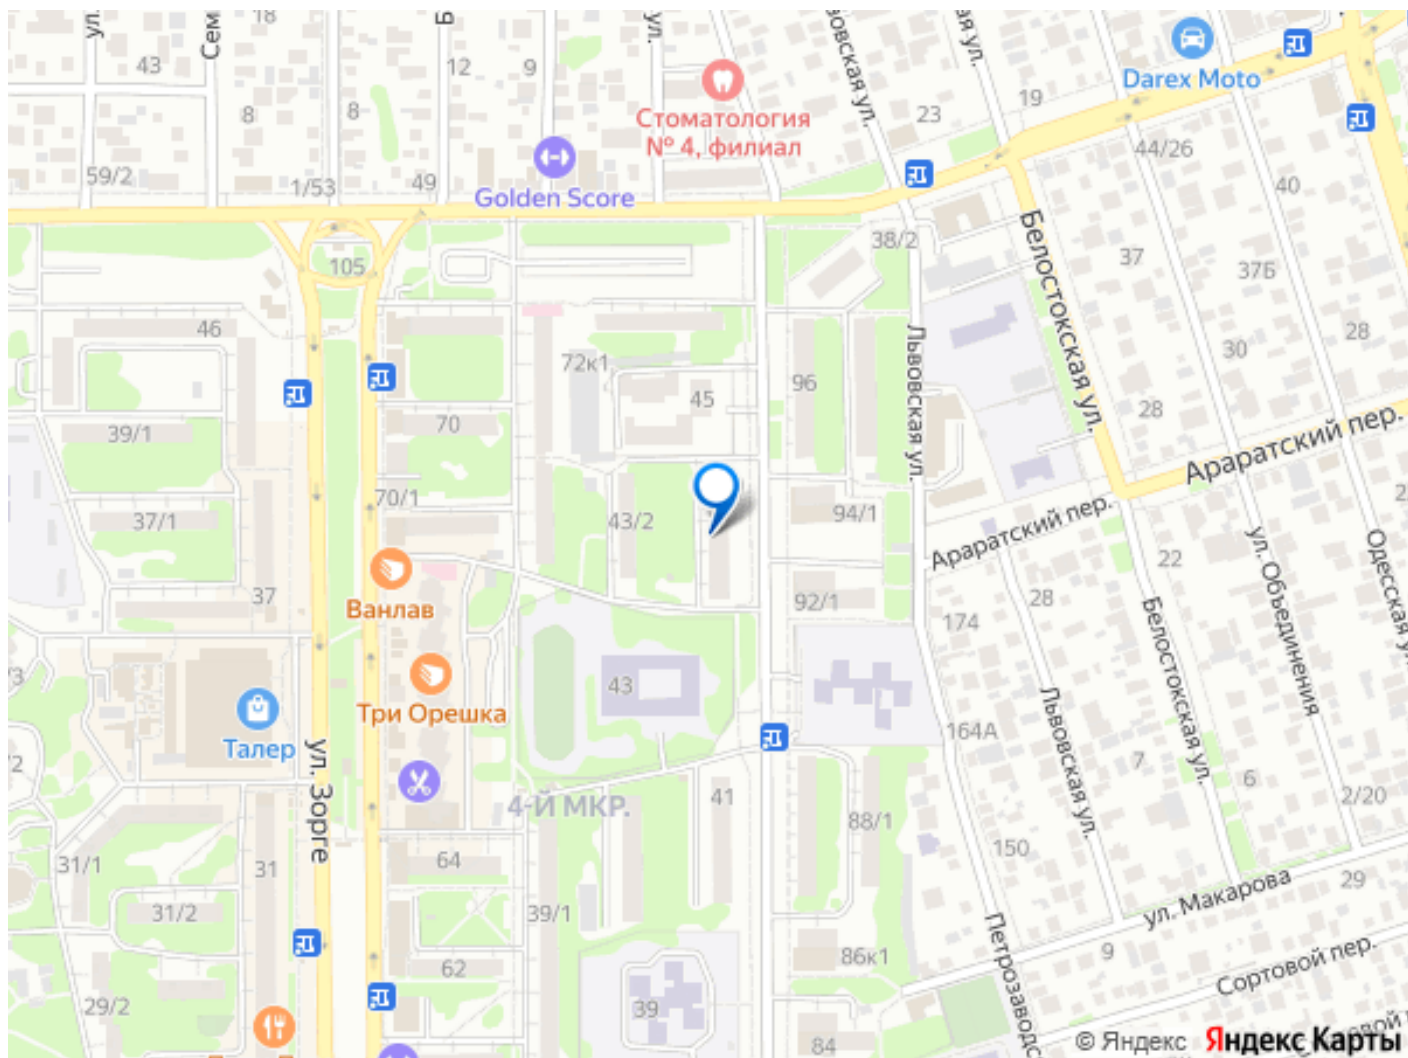 18
ул.
Сем
Б
ул.
вовская ул.
ая ул.
Darex Moto
43
12
9
Стоматология
№ 4, филиал
19
23
8
8
44/26
59/2
1/53
49
Golden Score
40
38/2
37
37Б
105
Белостокская ул.
46
28
30
72к1
Львовская ул.
96
45
28
39/1
70
Араратский пер.
70/1
37/1
43/2
94/1
Араратский пер.
22
ул. Объединения
Одесская ул.
Ванлав
37
92/1
28
174
Белостокская ул.
/3
43
Львовская ул.
Три Орешка
164А
Талер
ул. Зорге
/2
7
6
4-Й МКР.
41
2/20
88/1
31/1
31
64
150
ул. Макарова
29
31/2
39/1
Петрозаводс
9
62
86к1
Сортовой пер.
29/2
39
84
овой п
© Яндекс Яндекс Карты